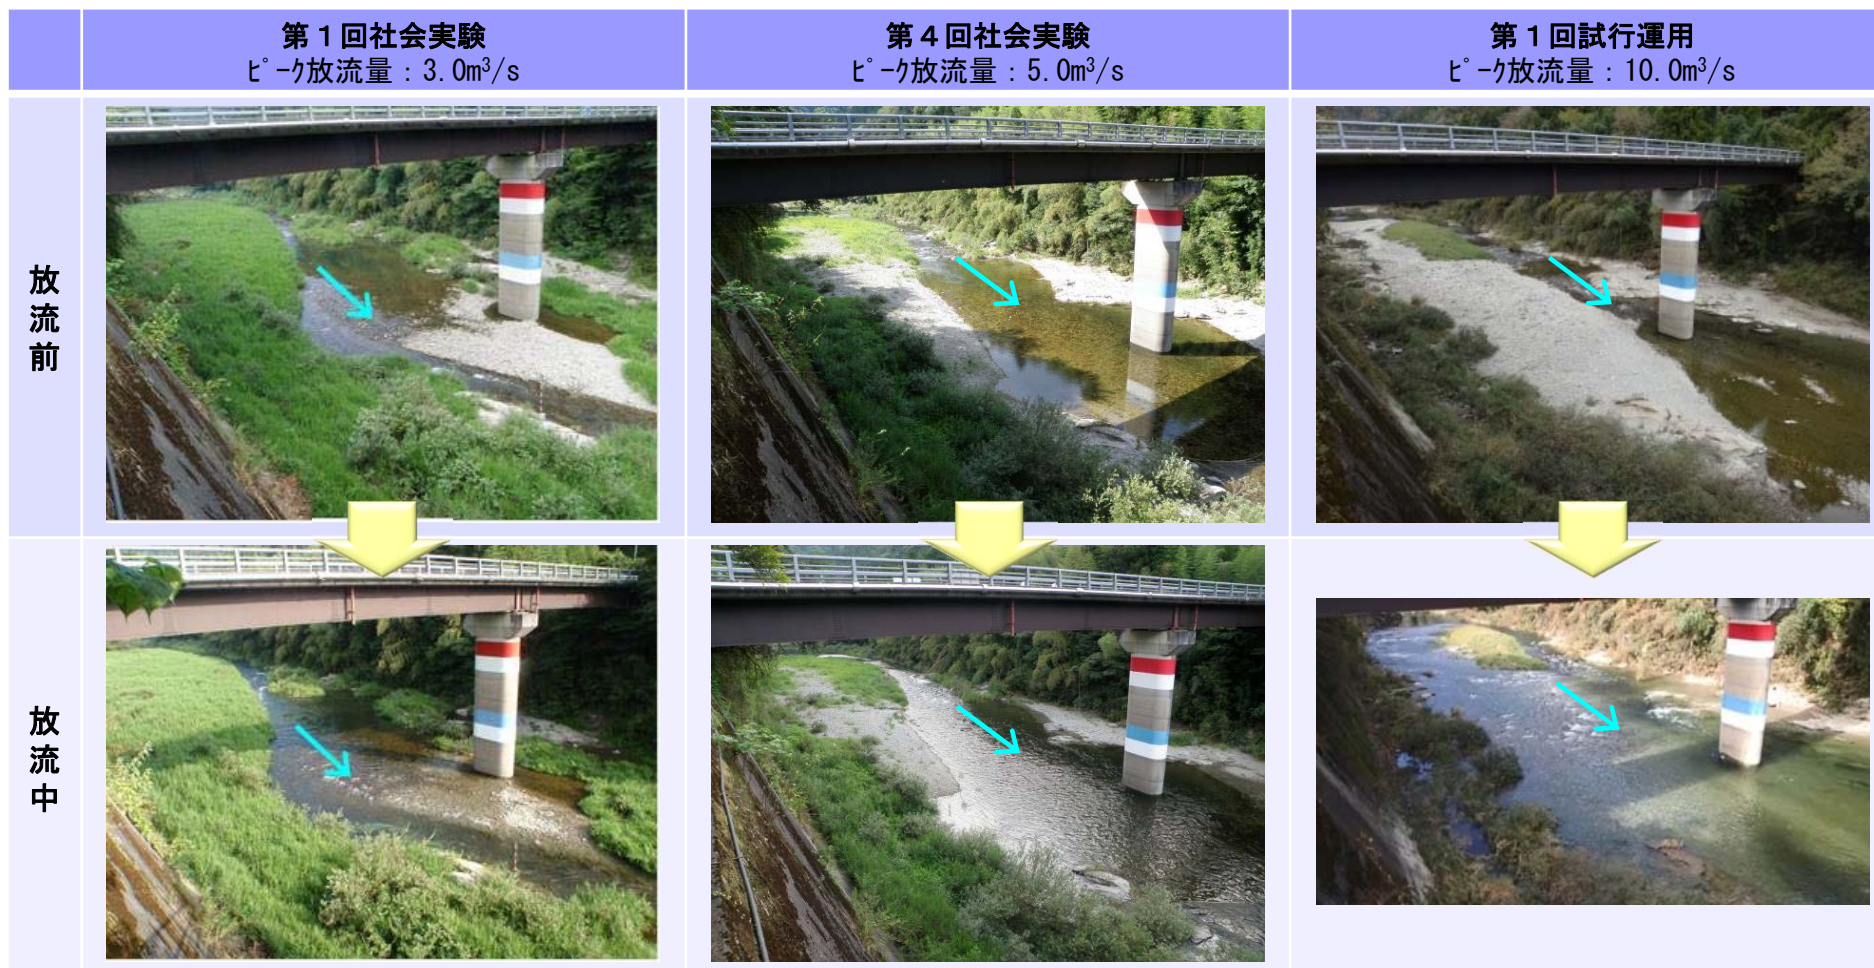 第１回社会実験
ﾋﾟｰｸ放流量：3.0m³/s
第４回社会実験
ﾋﾟｰｸ放流量：5.0m³/s
第１回試行運用
ﾋﾟｰｸ放流量：10.0m³/s
放流前
放流中